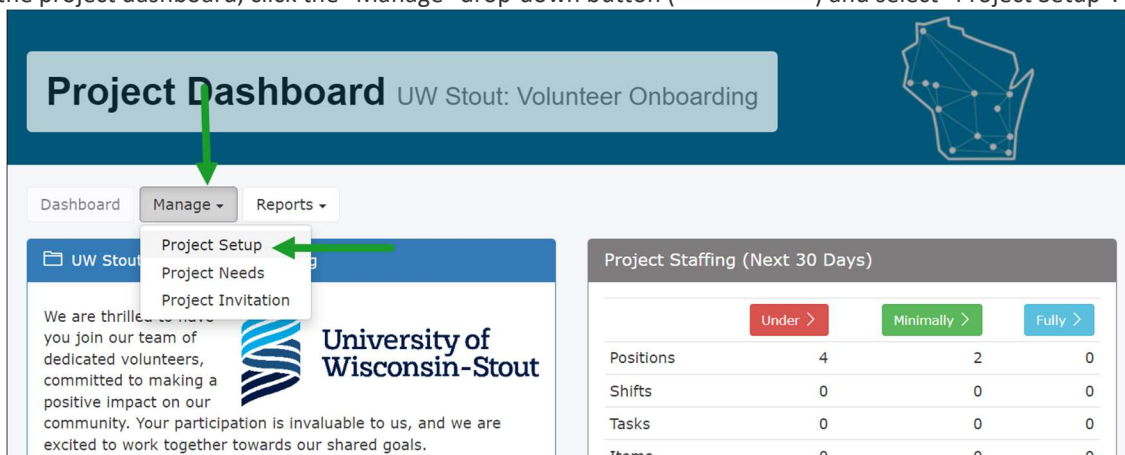 the project dashboard, click the "Manage" drop-down button ( ) and select "Project Setup".
Project Dashboard UW Stout: Volunteer Onboarding
Dashboard Manage Reports
Project Setup
Project Needs
Project Invitation
UW Stout g
We are thrilled to have
you join our team of
dedicated volunteers,
committed to making a
positive impact on our
community. Your participation is invaluable to us, and we are
excited to work together towards our shared goals.
University of
Wisconsin-Stout
Project Staffing (Next 30 Days)
Under > Minimally > Fully >
Positions 4 2 0
Shifts 0 0 0
Tasks 0 0 0
Items 0 0 0